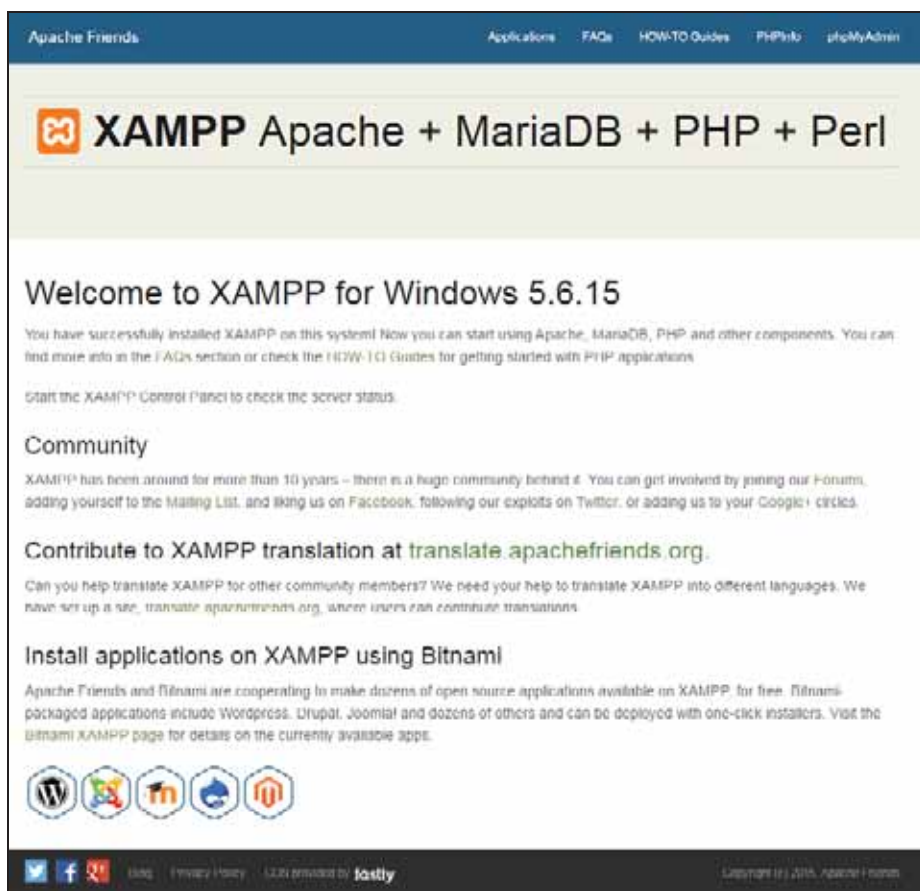 Apache Friends
Applications FAQs HOW-TO Guides PHPInfo phpMyAdmin
XAMPP Apache + MariaDB + PHP + Perl
Welcome to XAMPP for Windows 5.6.15
You have successfully installed XAMPP on this system! Now you can start using Apache, MariaDB, PHP and other components. You can
find more info in the FAQs section or check the HOW-TO Guides for getting started with PHP applications.
Start the XAMPP Control Panel to check the server status.
Community
XAMPP has been around for more than 10 years – there is a huge community behind it. You can get involved by joining our Forums,
adding yourself to the Mailing List, and liking us on Facebook, following our exploits on Twitter, or adding us to your Google+ circles.
Contribute to XAMPP translation at translate.apachefriends.org.
Can you help translate XAMPP for other community members? We need your help to translate XAMPP into different languages. We
have set up a site, translate.apachefriends.org, where users can contribute translations.
Install applications on XAMPP using Bitnami
Apache Friends and Bitnami are cooperating to make dozens of open source applications available on XAMPP, for free. Bitnami-
packaged applications include Wordpress, Drupal, Joomla! and dozens of others and can be deployed with one-click installers. Visit the
Bitnami XAMPP page for details on the currently available apps.
Blog Privacy Policy CDN provided by fastly
Copyright (c) 2015, Apache Friends